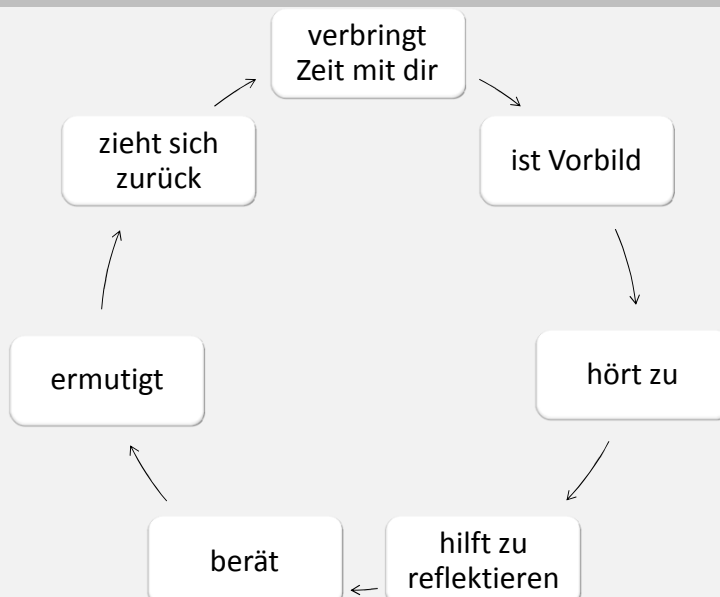 verbringt
Zeit mit dir
ist Vorbild
hört zu
hilft zu
reflektieren
berät
ermutigt
zieht sich
zurück